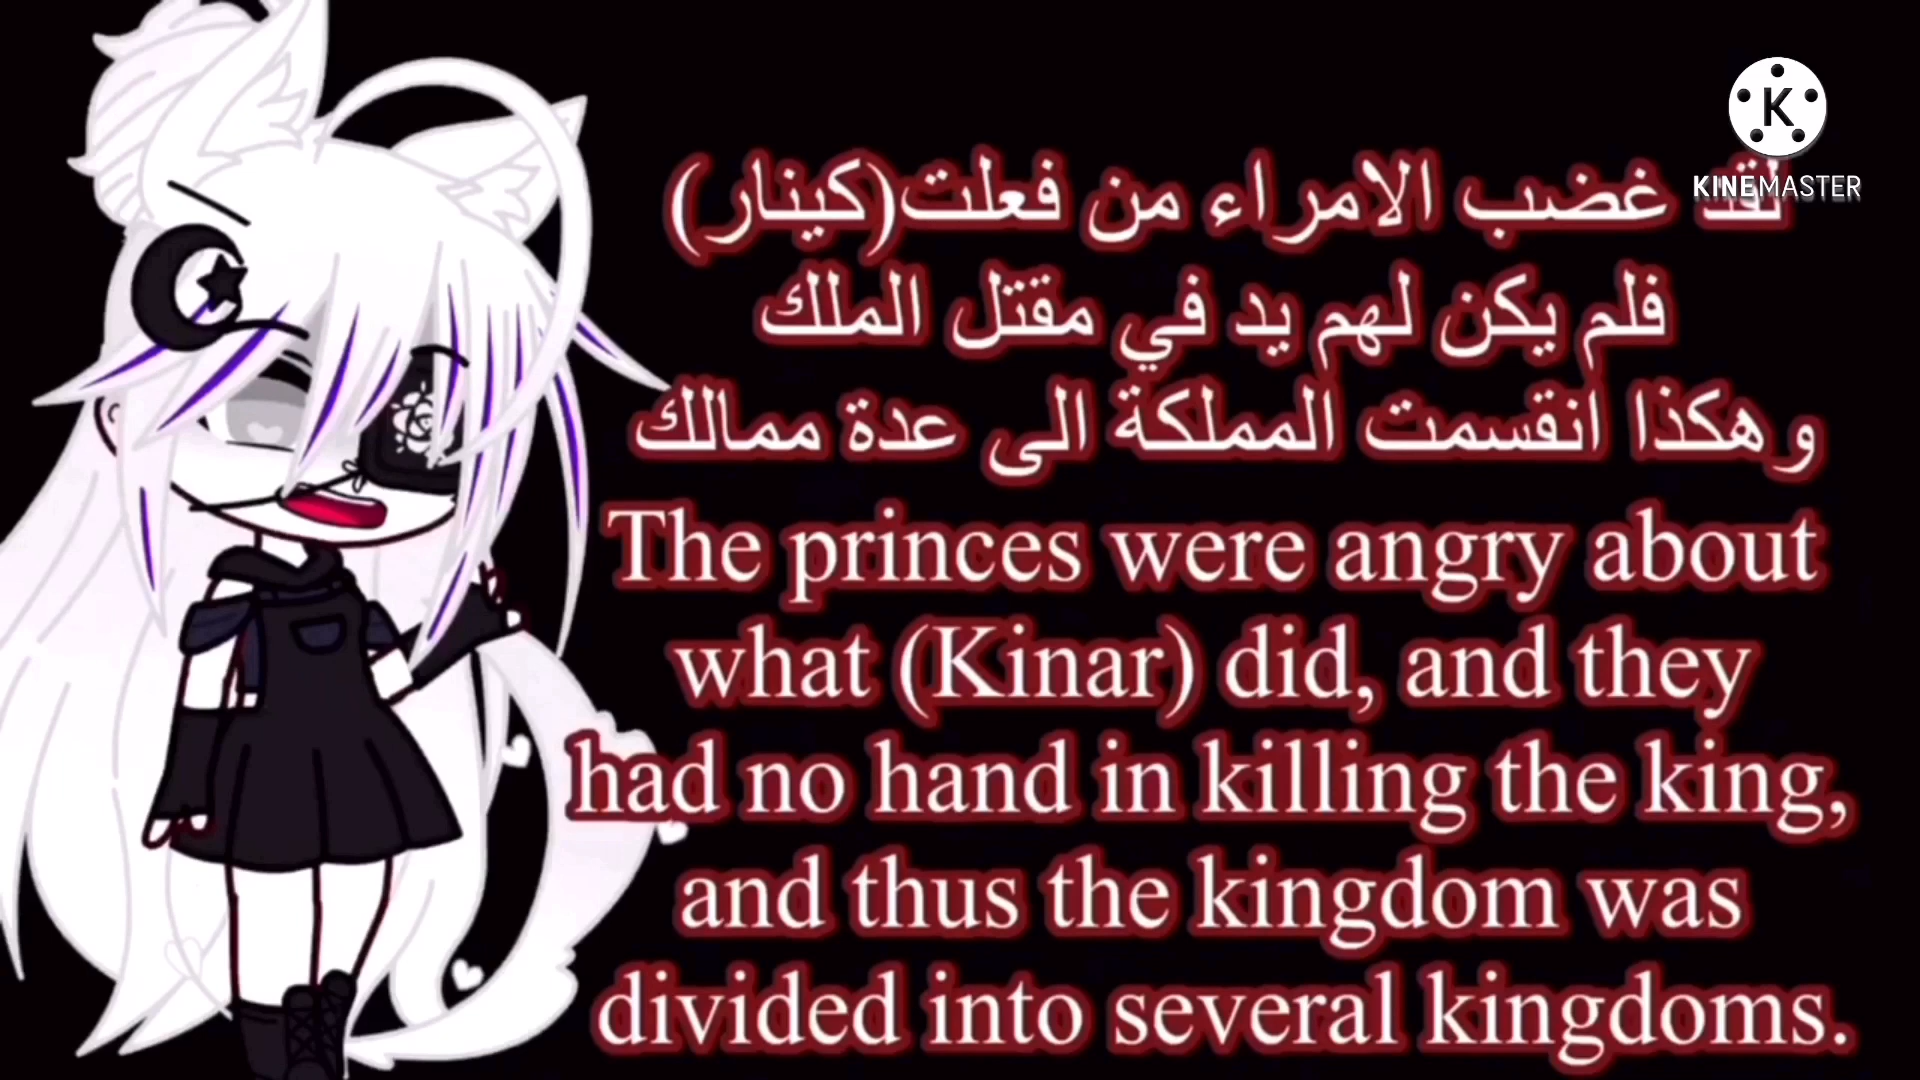 KINEMASTER
لقد غضب الامراء من فعلت(كينار)
فلم يكن لهم يد في مقتل الملك
وهكذا انقسمت المملكة الى عدة ممالك
The princes were angry about
what (Kinar) did, and they
had no hand in killing the king,
and thus the kingdom was
divided into several kingdoms.